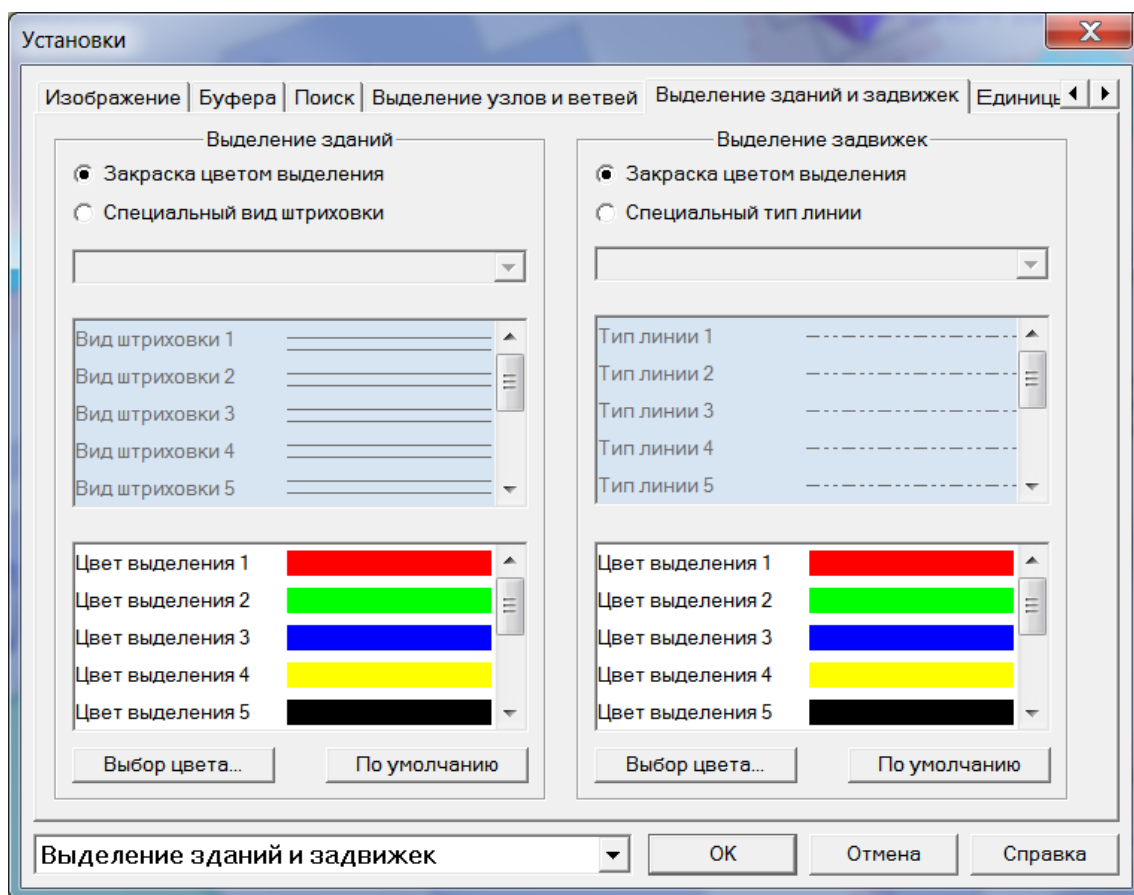 Установки
Изображение Буфера Поиск Выделение узлов и ветвей Выделение зданий и задвижек Единицы
Выделение зданий
Закраска цветом выделения
Специальный вид штриховки
Вид штриховки 1
Вид штриховки 2
Вид штриховки 3
Вид штриховки 4
Вид штриховки 5
Цвет выделения 1
Цвет выделения 2
Цвет выделения 3
Цвет выделения 4
Цвет выделения 5
Выбор цвета... По умолчанию
Выделение задвижек
Закраска цветом выделения
Специальный тип линии
Тип линии 1
Тип линии 2
Тип линии 3
Тип линии 4
Тип линии 5
Цвет выделения 1
Цвет выделения 2
Цвет выделения 3
Цвет выделения 4
Цвет выделения 5
Выбор цвета... По умолчанию
Выделение зданий и задвижек OK Отмена Справка